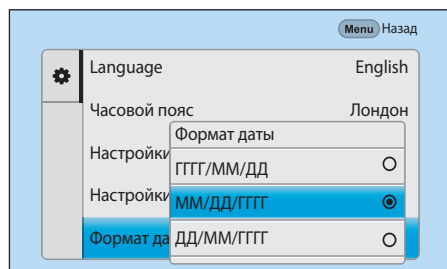 Menu Назад
Language English
Часовой пояс Лондон
Формат даты
Настройки
ГГГГ/ММ/ДД
Настройки
ММ/ДД/ГГГГ
Формат да
ДД/ММ/ГГГГ